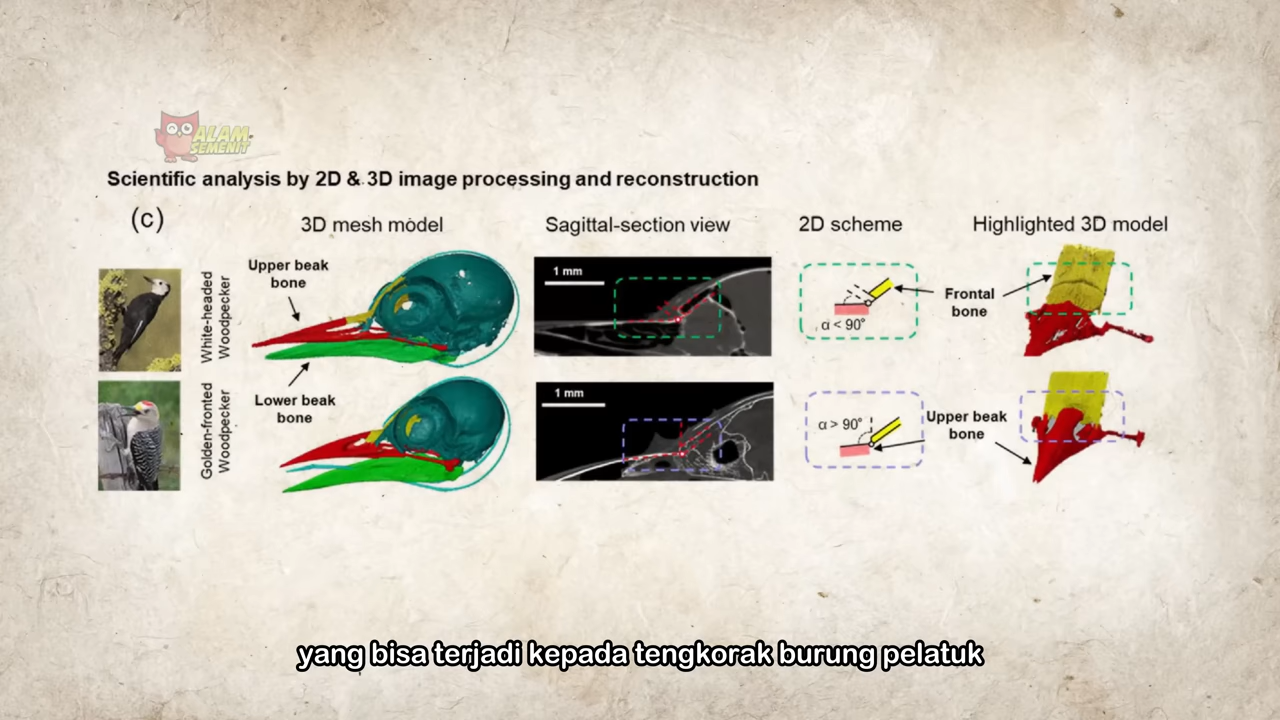 ALAM
SEMENIT
Scientific analysis by 2D & 3D image processing and reconstruction
(c)
3D mesh model
Sagittal-section view
2D scheme
Highlighted 3D model
White-headed
Woodpecker
Upper beak
bone
1 mm
α < 90°
Frontal
bone
Golden-fronted
Woodpecker
Lower beak
bone
1 mm
α > 90°
Upper beak
bone
yang bisa terjadi kepada tengkorak burung pelatuk